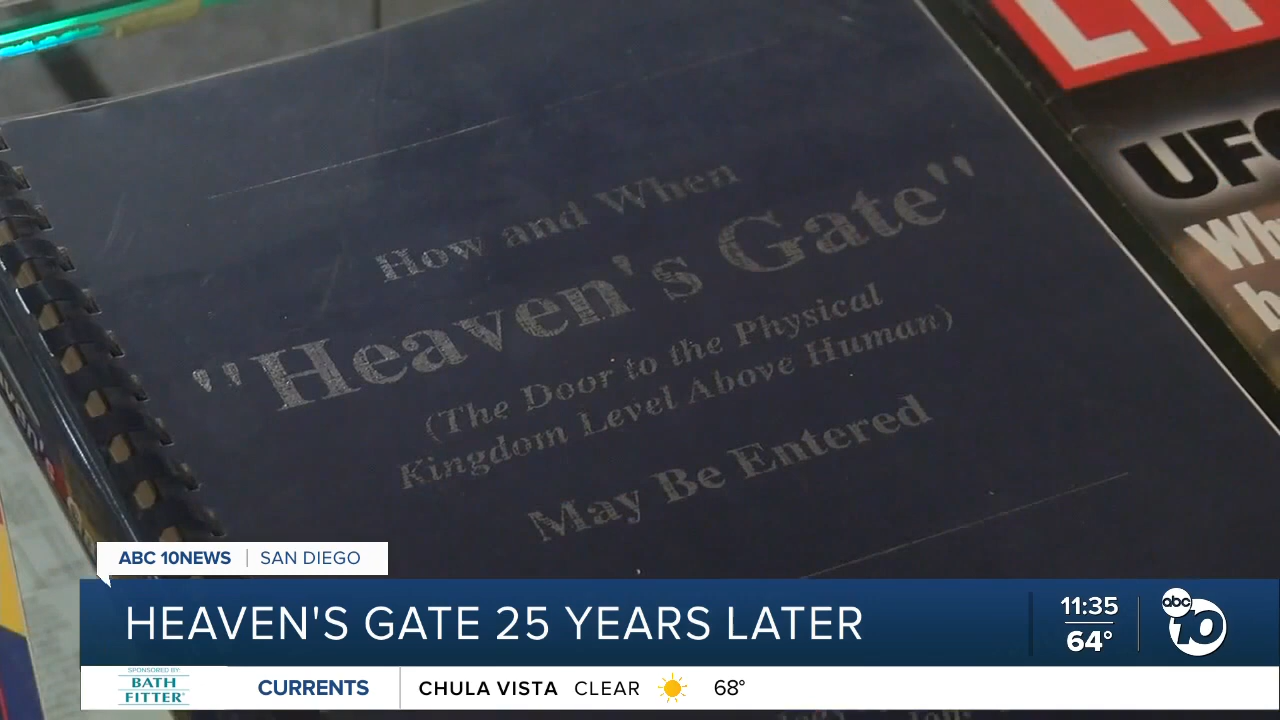 How and When
"Heaven's Gate"
(The Door to the Physical
Kingdom Level Above Human)
May Be Entered
UFO
Wh
ABC 10NEWS | SAN DIEGO
HEAVEN'S GATE 25 YEARS LATER
11:35
64°
abc
10
SPONSORED BY:
BATH
FITTER®
CURRENTS
CHULA VISTA CLEAR 68°